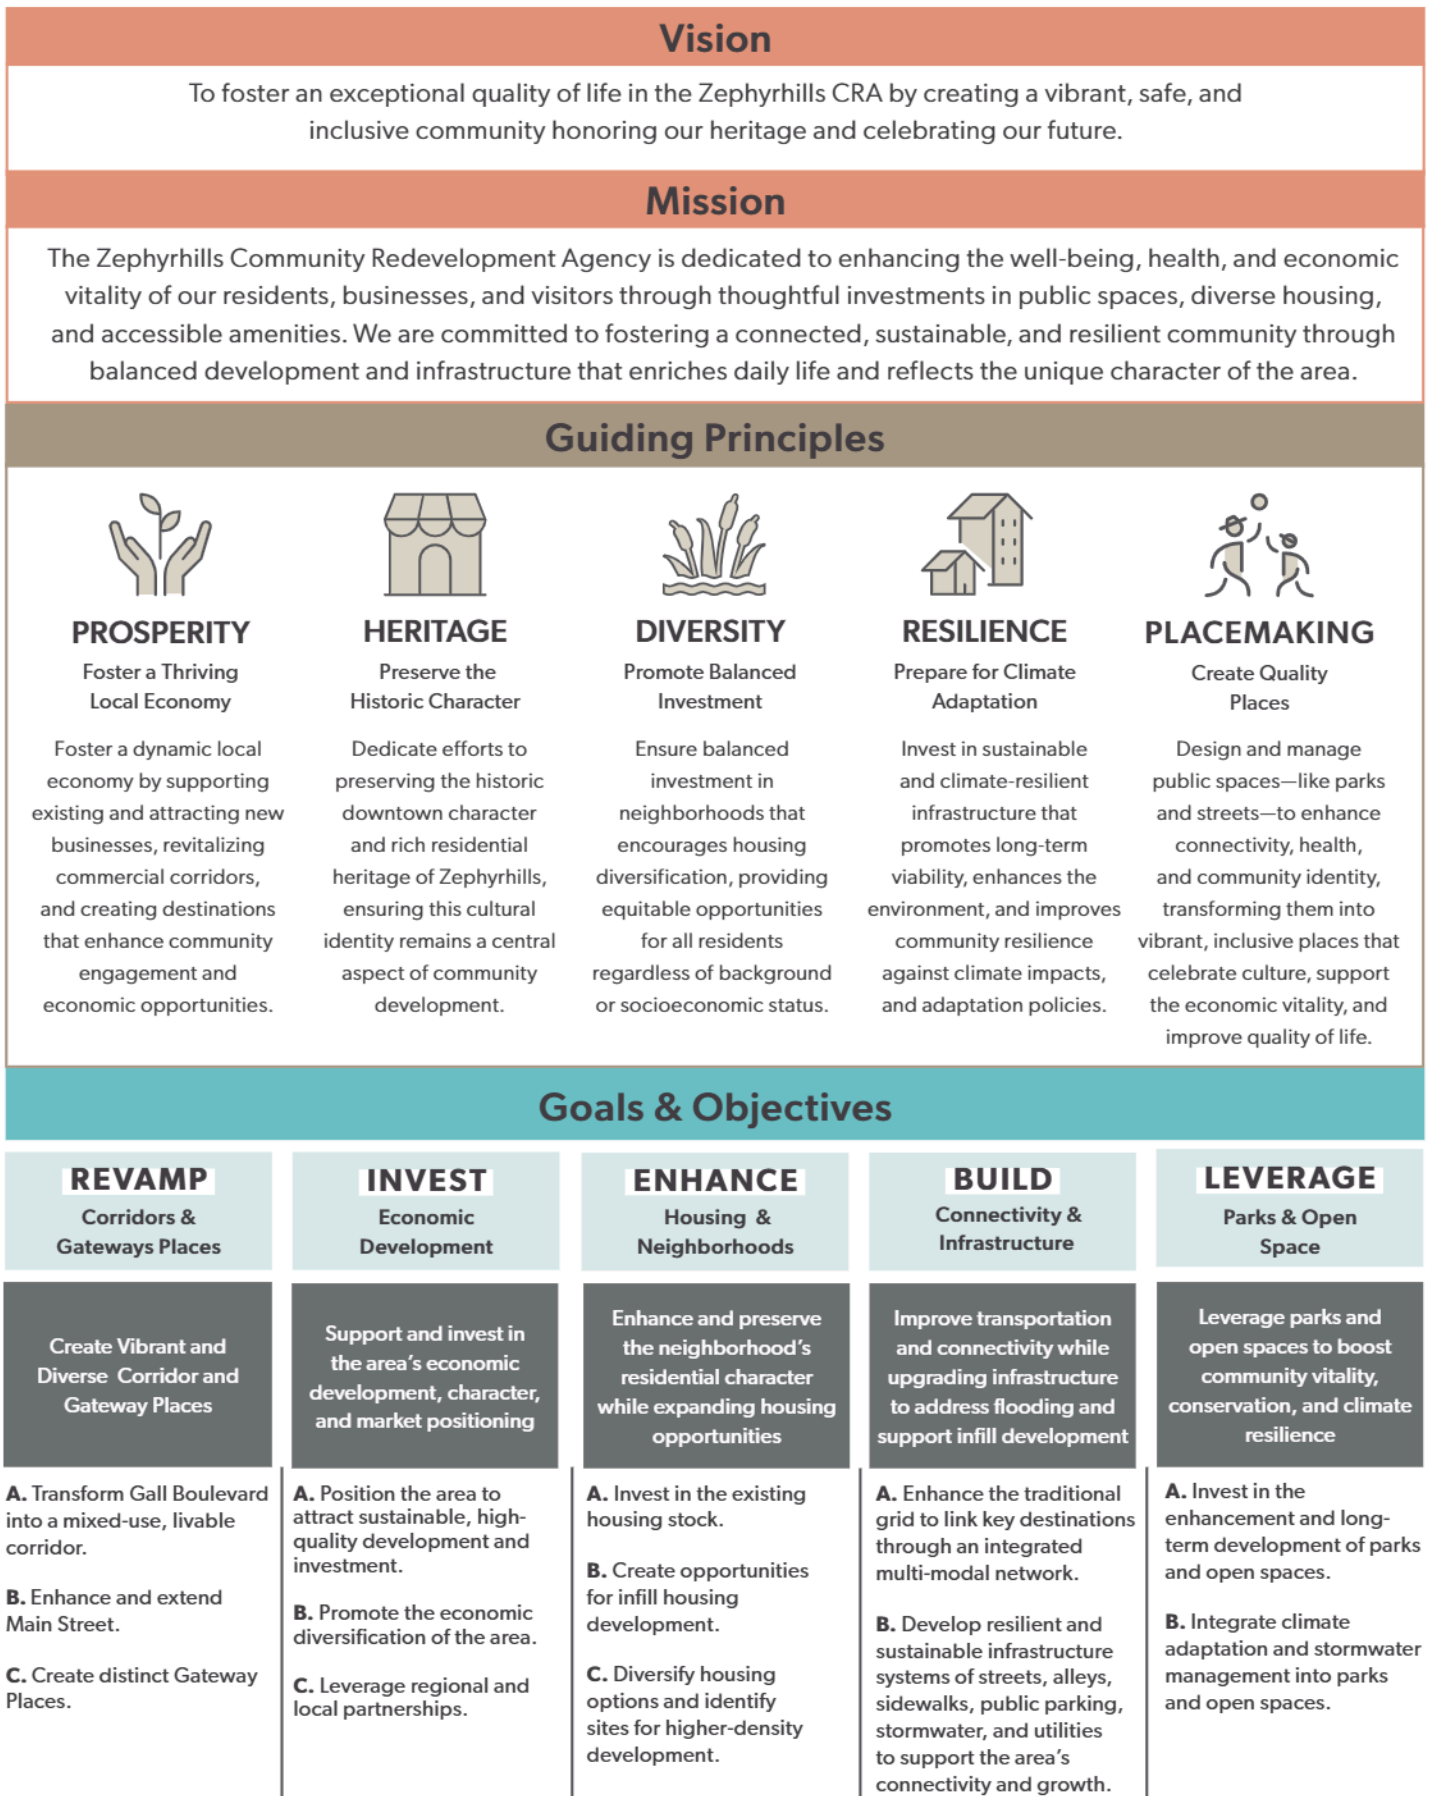 Vision
To foster an exceptional quality of life in the Zephyrhills CRA by creating a vibrant, safe, and
inclusive community honoring our heritage and celebrating our future.
Mission
The Zephyrhills Community Redevelopment Agency is dedicated to enhancing the well-being, health, and economic
vitality of our residents, businesses, and visitors through thoughtful investments in public spaces, diverse housing,
and accessible amenities. We are committed to fostering a connected, sustainable, and resilient community through
balanced development and infrastructure that enriches daily life and reflects the unique character of the area.
Guiding Principles
PROSPERITY
Foster a Thriving
Local Economy
Foster a dynamic local
economy by supporting
existing and attracting new
businesses, revitalizing
commercial corridors,
and creating destinations
that enhance community
engagement and
economic opportunities.
HERITAGE
Preserve the
Historic Character
Dedicate efforts to
preserving the historic
downtown character
and rich residential
heritage of Zephyrhills,
ensuring this cultural
identity remains a central
aspect of community
development.
DIVERSITY
Promote Balanced
Investment
Ensure balanced
investment in
neighborhoods that
encourages housing
diversification, providing
equitable opportunities
for all residents
regardless of background
or socioeconomic status.
RESILIENCE
Prepare for Climate
Adaptation
Invest in sustainable
and climate-resilient
infrastructure that
promotes long-term
viability, enhances the
environment, and improves
community resilience
against climate impacts,
and adaptation policies.
PLACEMAKING
Create Quality
Places
Design and manage
public spaces—like parks
and streets—to enhance
connectivity, health,
and community identity,
transforming them into
vibrant, inclusive places that
celebrate culture, support
the economic vitality, and
improve quality of life.
Goals & Objectives
REVAMP
Corridors &
Gateways Places
Create Vibrant and
Diverse Corridor and
Gateway Places
A. Transform Gall Boulevard
into a mixed-use, livable
corridor.
B. Enhance and extend
Main Street.
C. Create distinct Gateway
Places.
INVEST
Economic
Development
Support and invest in
the area's economic
development, character,
and market positioning
A. Position the area to
attract sustainable, high-
quality development and
investment.
B. Promote the economic
diversification of the area.
C. Leverage regional and
local partnerships.
ENHANCE
Housing &
Neighborhoods
Enhance and preserve
the neighborhood's
residential character
while expanding housing
opportunities
A. Invest in the existing
housing stock.
B. Create opportunities
for infill housing
development.
C. Diversify housing
options and identify
sites for higher-density
development.
BUILD
Connectivity &
Infrastructure
Improve transportation
and connectivity while
upgrading infrastructure
to address flooding and
support infill development
A. Enhance the traditional
grid to link key destinations
through an integrated
multi-modal network.
B. Develop resilient and
sustainable infrastructure
systems of streets, alleys,
sidewalks, public parking,
stormwater, and utilities
to support the area's
connectivity and growth.
LEVERAGE
Parks & Open
Space
Leverage parks and
open spaces to boost
community vitality,
conservation, and climate
resilience
A. Invest in the
enhancement and long-
term development of parks
and open spaces.
B. Integrate climate
adaptation and stormwater
management into parks
and open spaces.